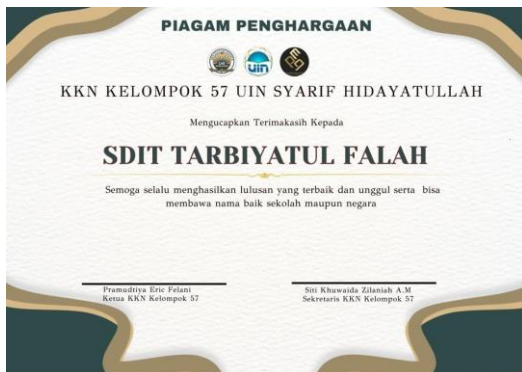 PIAGAM PENGHARGAAN
uin
KKN KELOMPOK 57 UIN SYARIF HIDAYATULLAH
Mengucapkan Terimakasih Kepada
SDIT TARBIYATUL FALAH
Semoga selalu menghasilkan lulusan yang terbaik dan unggul serta bisa
membawa nama baik sekolah maupun negara
Pramudtiya Eric Felani
Ketua KKN Kelompok 57
Siti Khuwaida Zilaniah A.M
Sekretaris KKN Kelompok 57